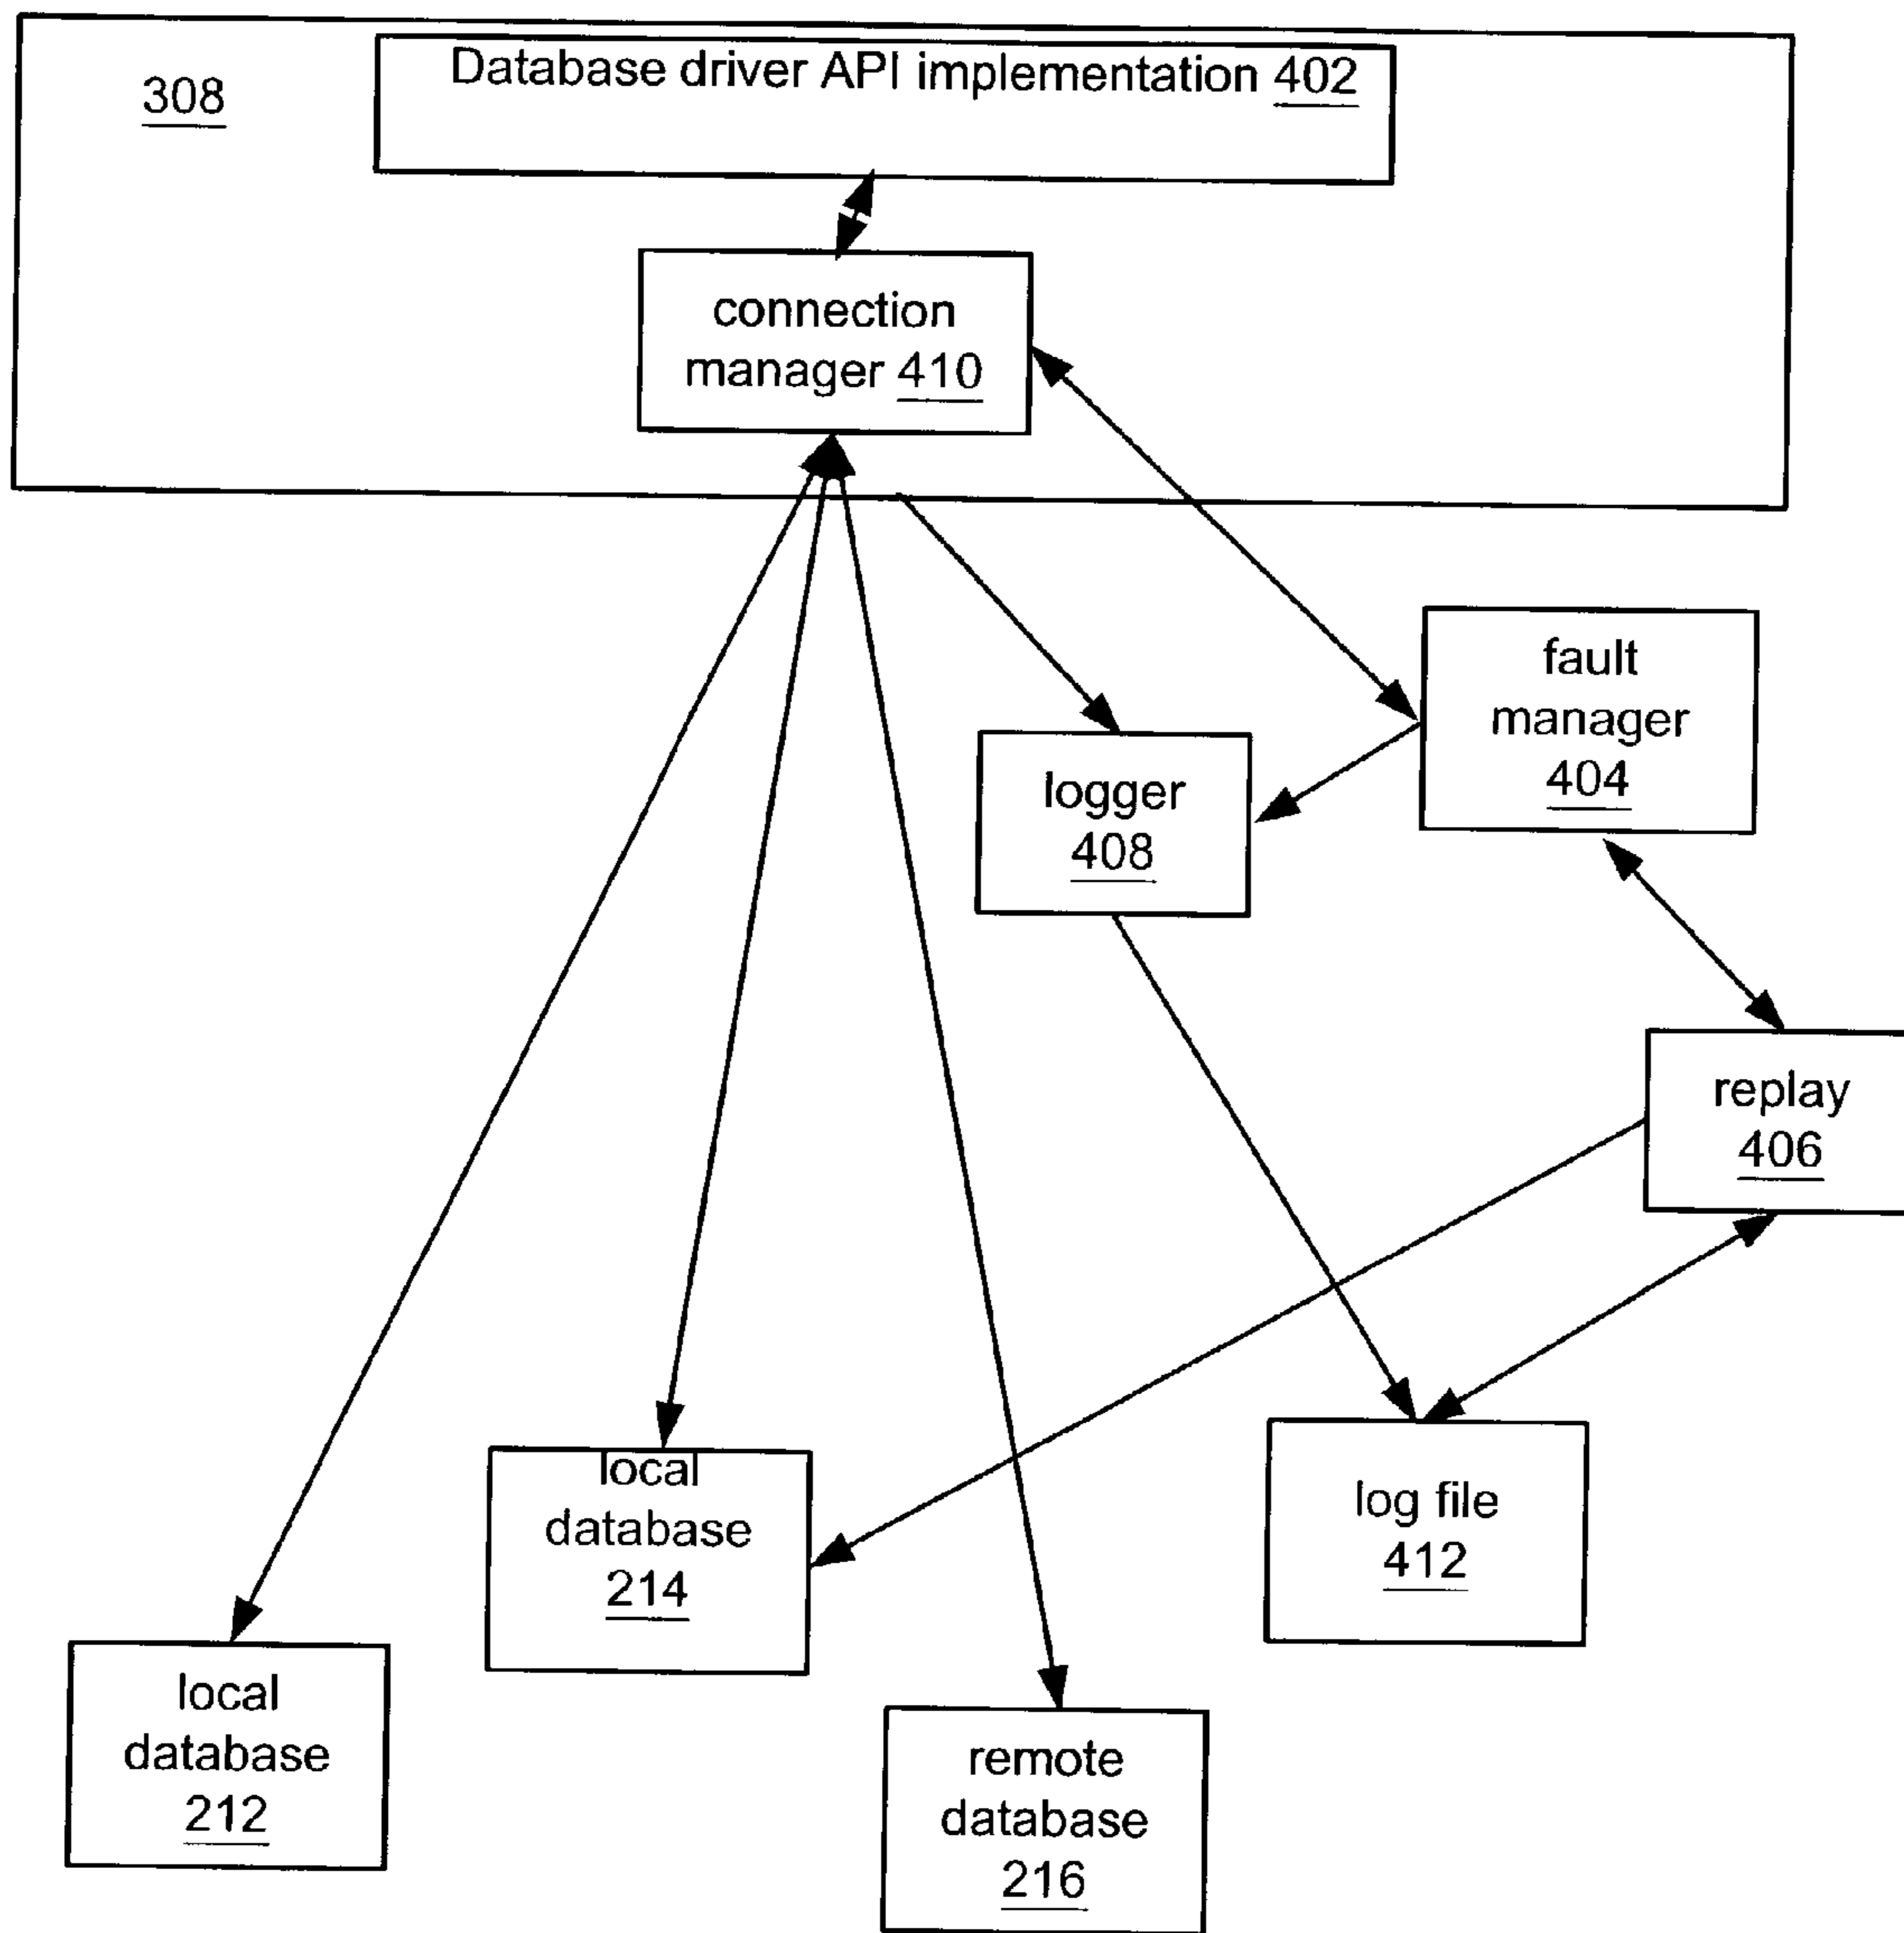 Database driver API implementation 402
308
connection
manager 410
fault
manager
404
logger
408
replay
406
local
database
214
log file
412
local
database
212
remote
database
216